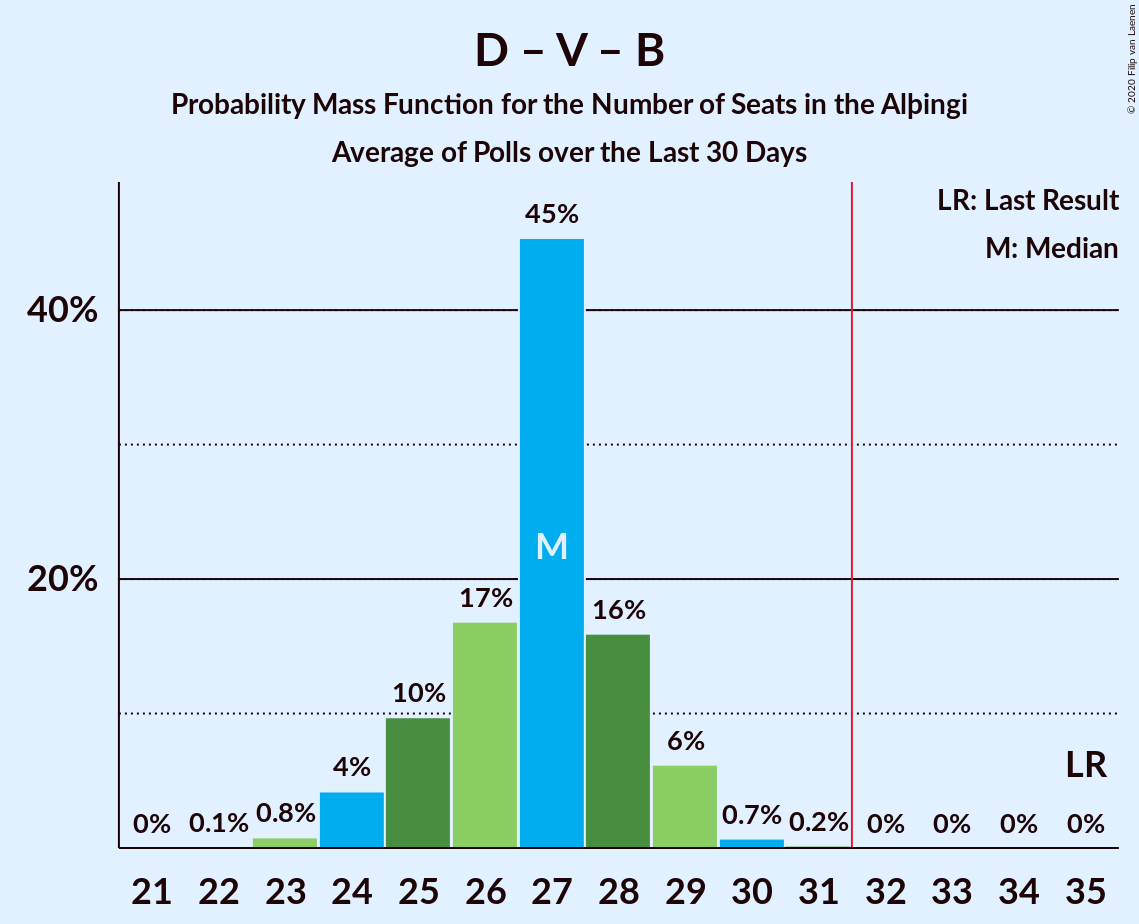 D – V – B
Probability Mass Function for the Number of Seats in the Alþingi
Average of Polls over the Last 30 Days
© 2020 Filip van Laenen
LR: Last Result
M: Median
45%
40%
M
20%
17%
16%
10%
6%
4%
LR
0% 0.1% 0.8% 0.7% 0.2% 0% 0% 0% 0%
21 22 23 24 25 26 27 28 29 30 31 32 33 34 35